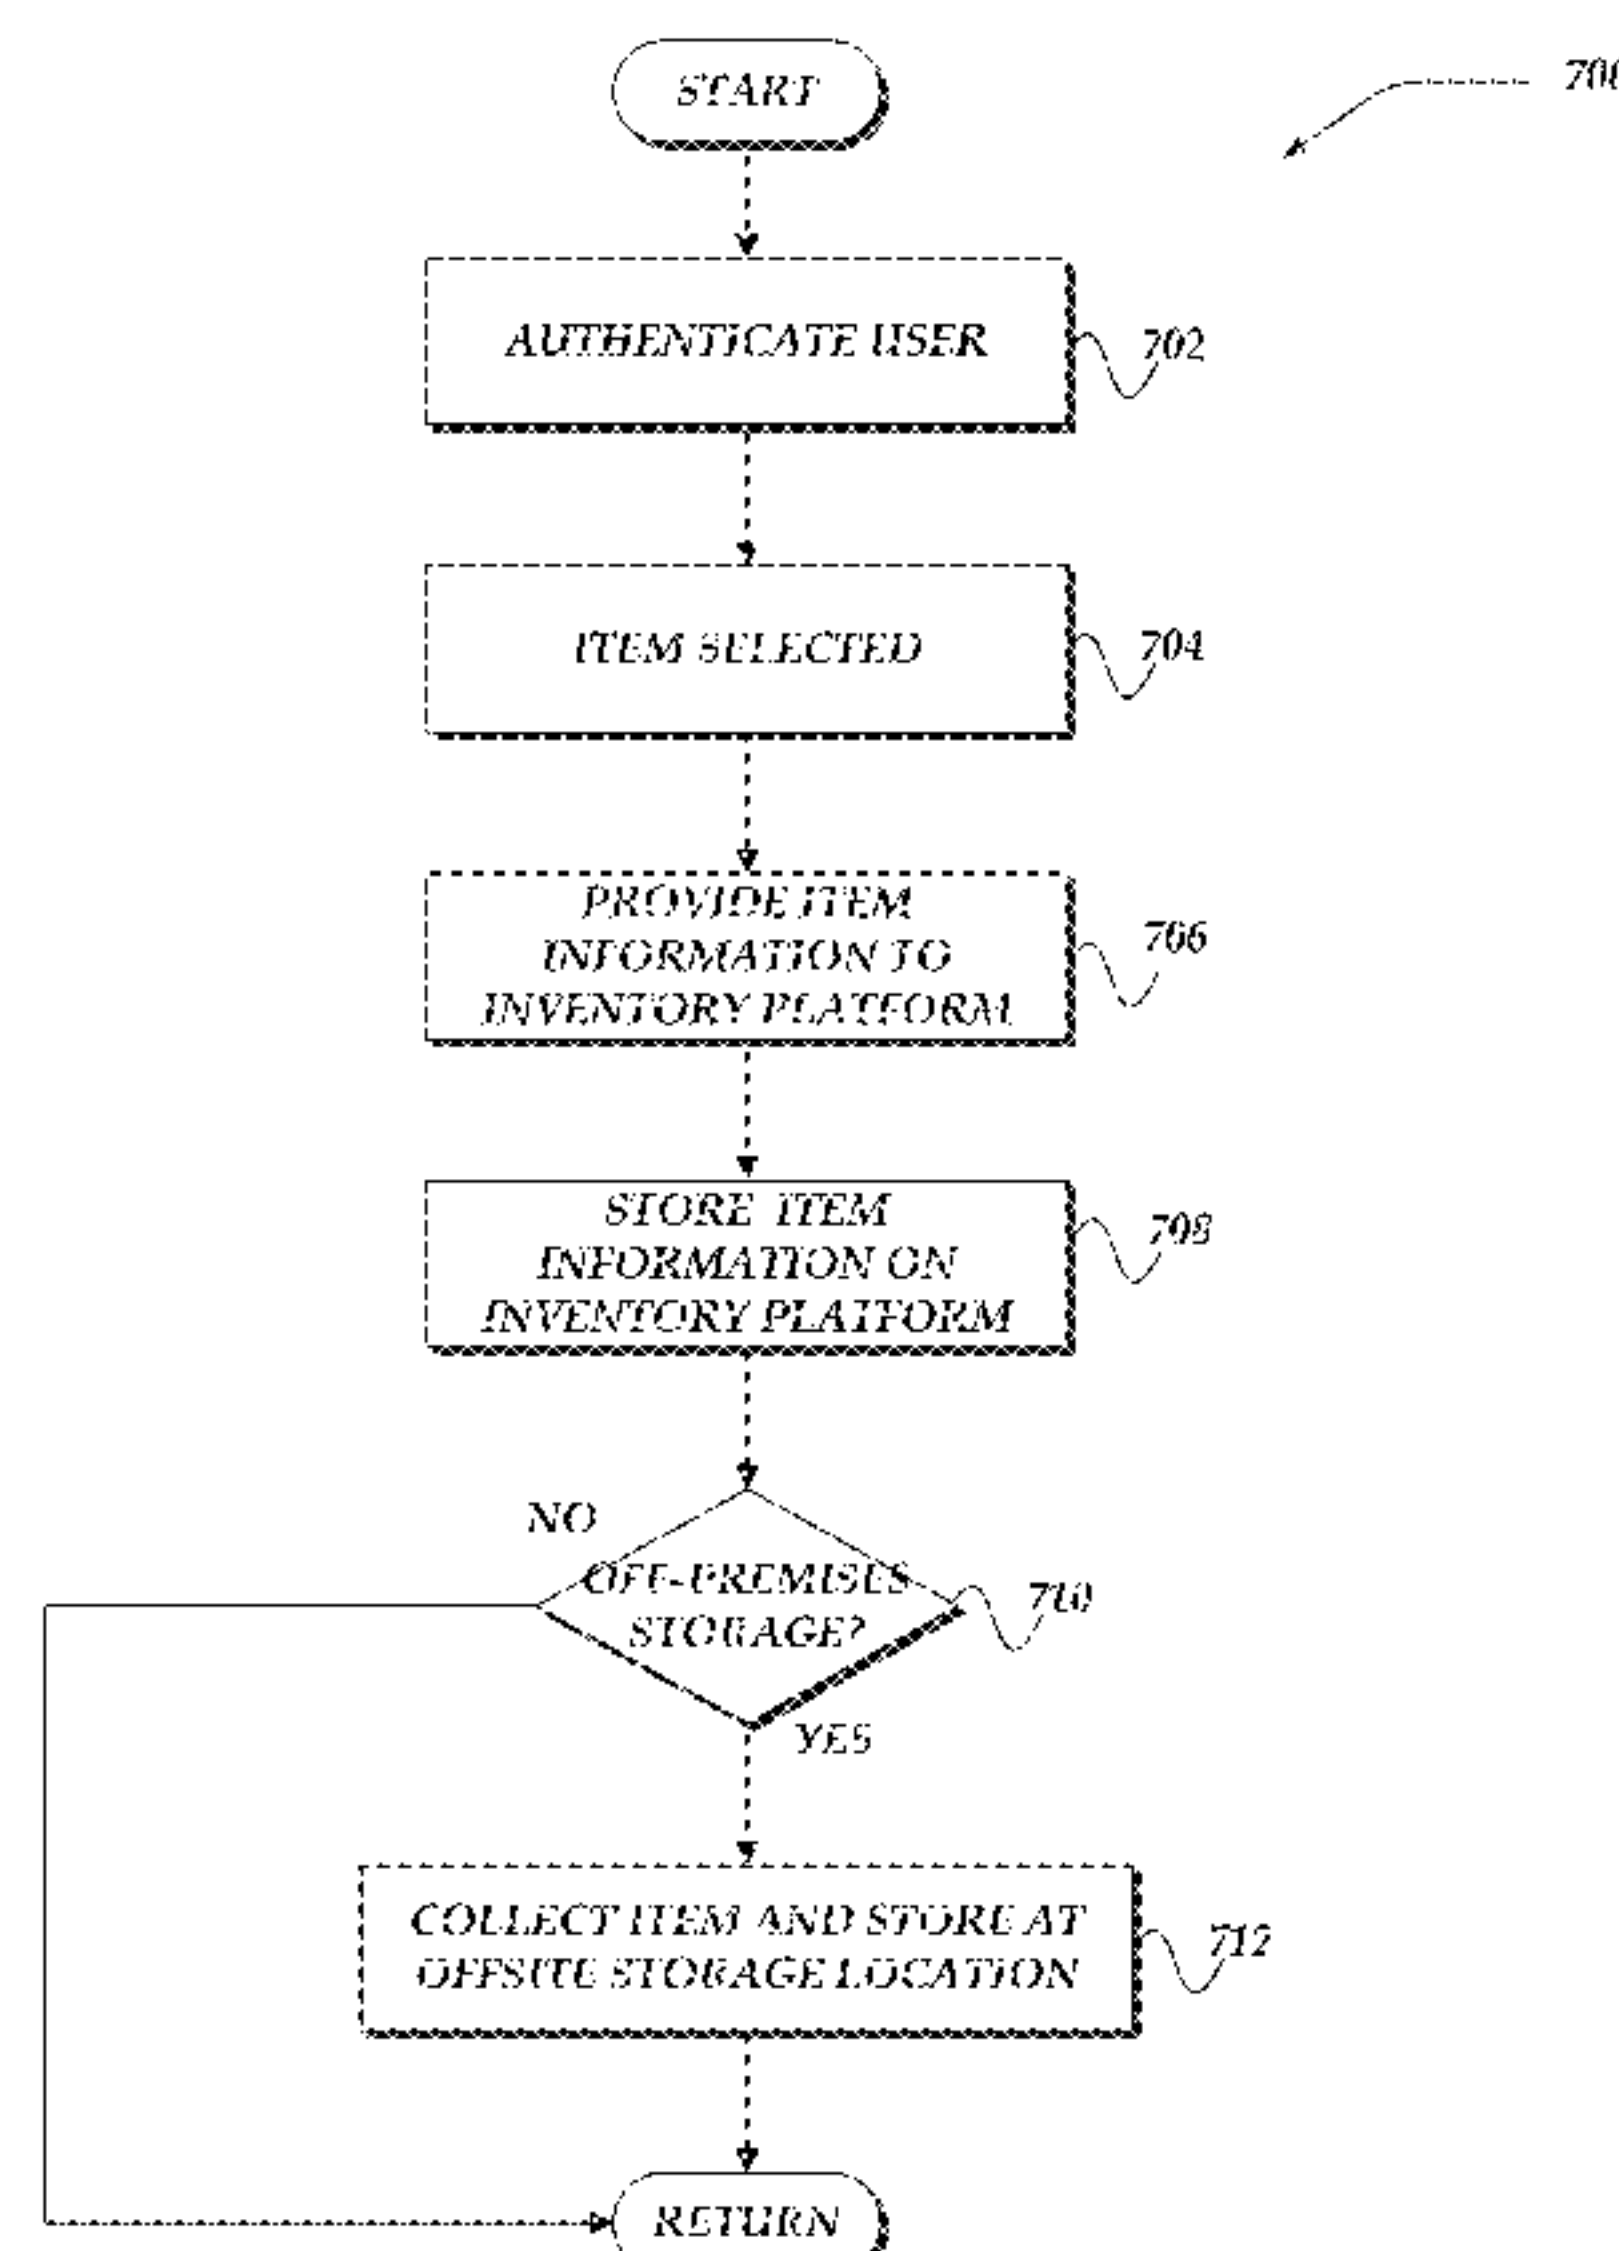 START
700
AUTHENTICATE USER
702
ITEM SELECTED
704
PROVIDE ITEM
INFORMATION TO
INVENTORY PLATFORM
706
STORE ITEM
INFORMATION ON
INVENTORY PLATFORM
708
NO
OFF-PREMISES
STORAGE?
710
YES
COLLECT ITEM AND STORE AT
OFFSITE STORAGE LOCATION
712
RETURN